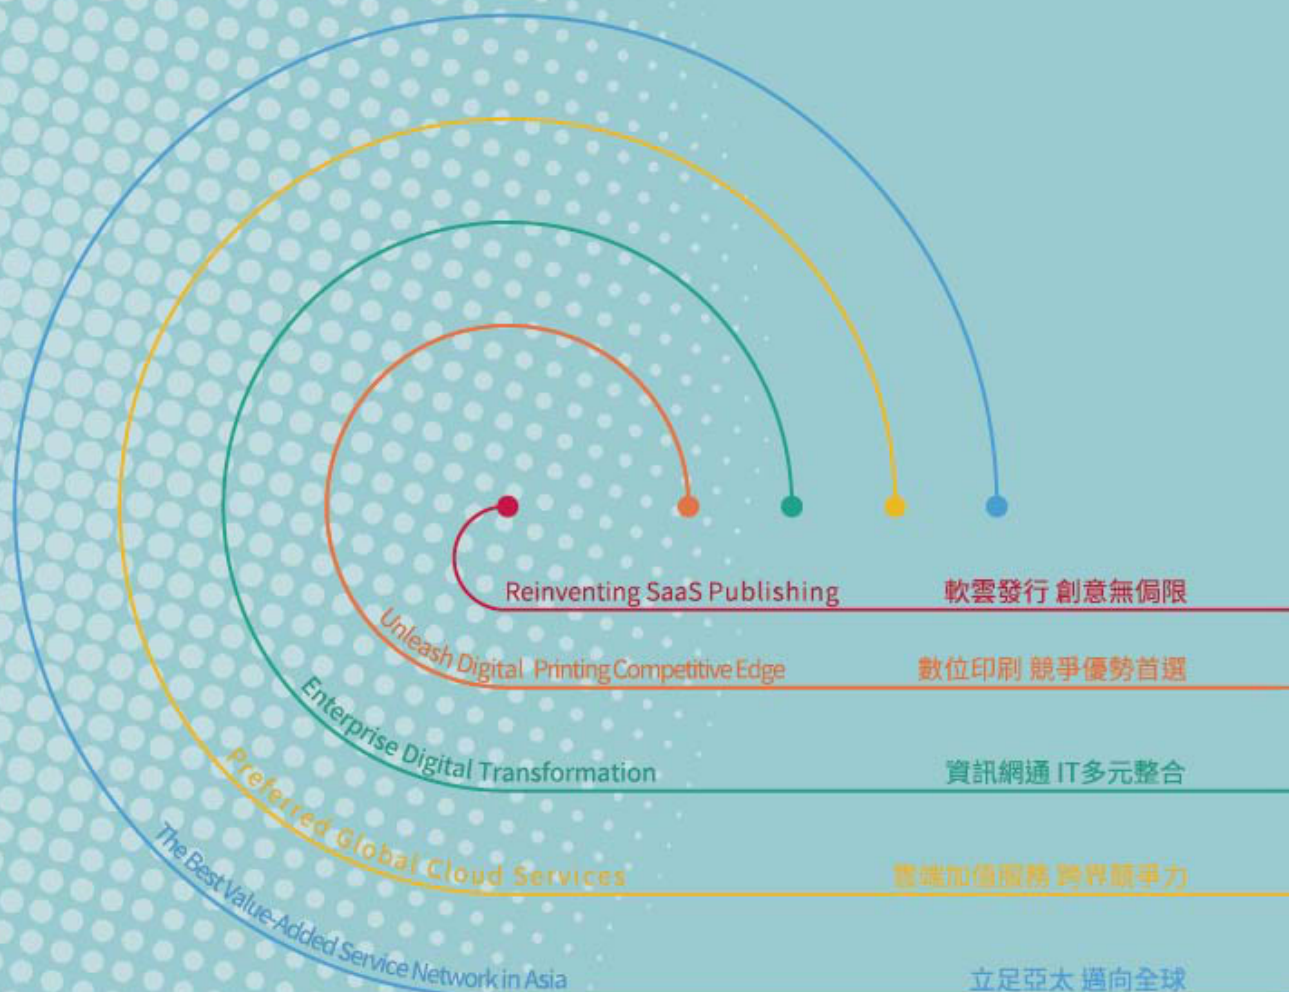 Reinventing SaaS Publishing 軟雲發行 創意無侷限
Unleash Digital Printing Competitive Edge 數位印刷 競爭優勢首選
Enterprise Digital Transformation 資訊網通 IT多元整合
Preferred Global Cloud Services 雲端加值服務 跨界競爭力
The Best Value-Added Service Network in Asia 立足亞太 邁向全球